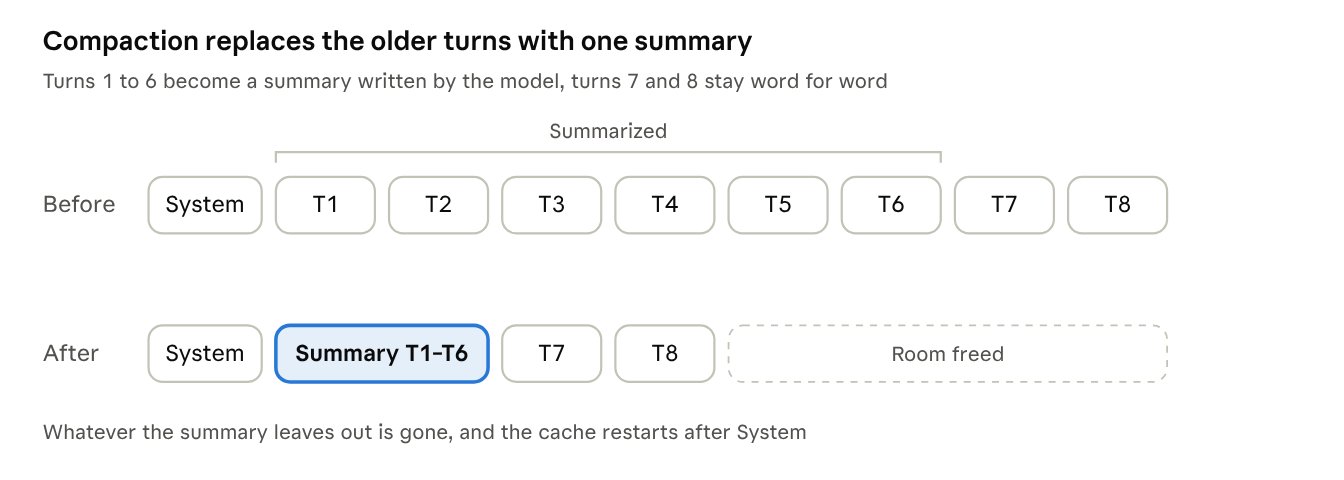 Compaction replaces the older turns with one summary
Turns 1 to 6 become a summary written by the model, turns 7 and 8 stay word for word
Summarized
Before System T1 T2 T3 T4 T5 T6 T7 T8
After System Summary T1–T6 T7 T8 Room freed
Whatever the summary leaves out is gone, and the cache restarts after System